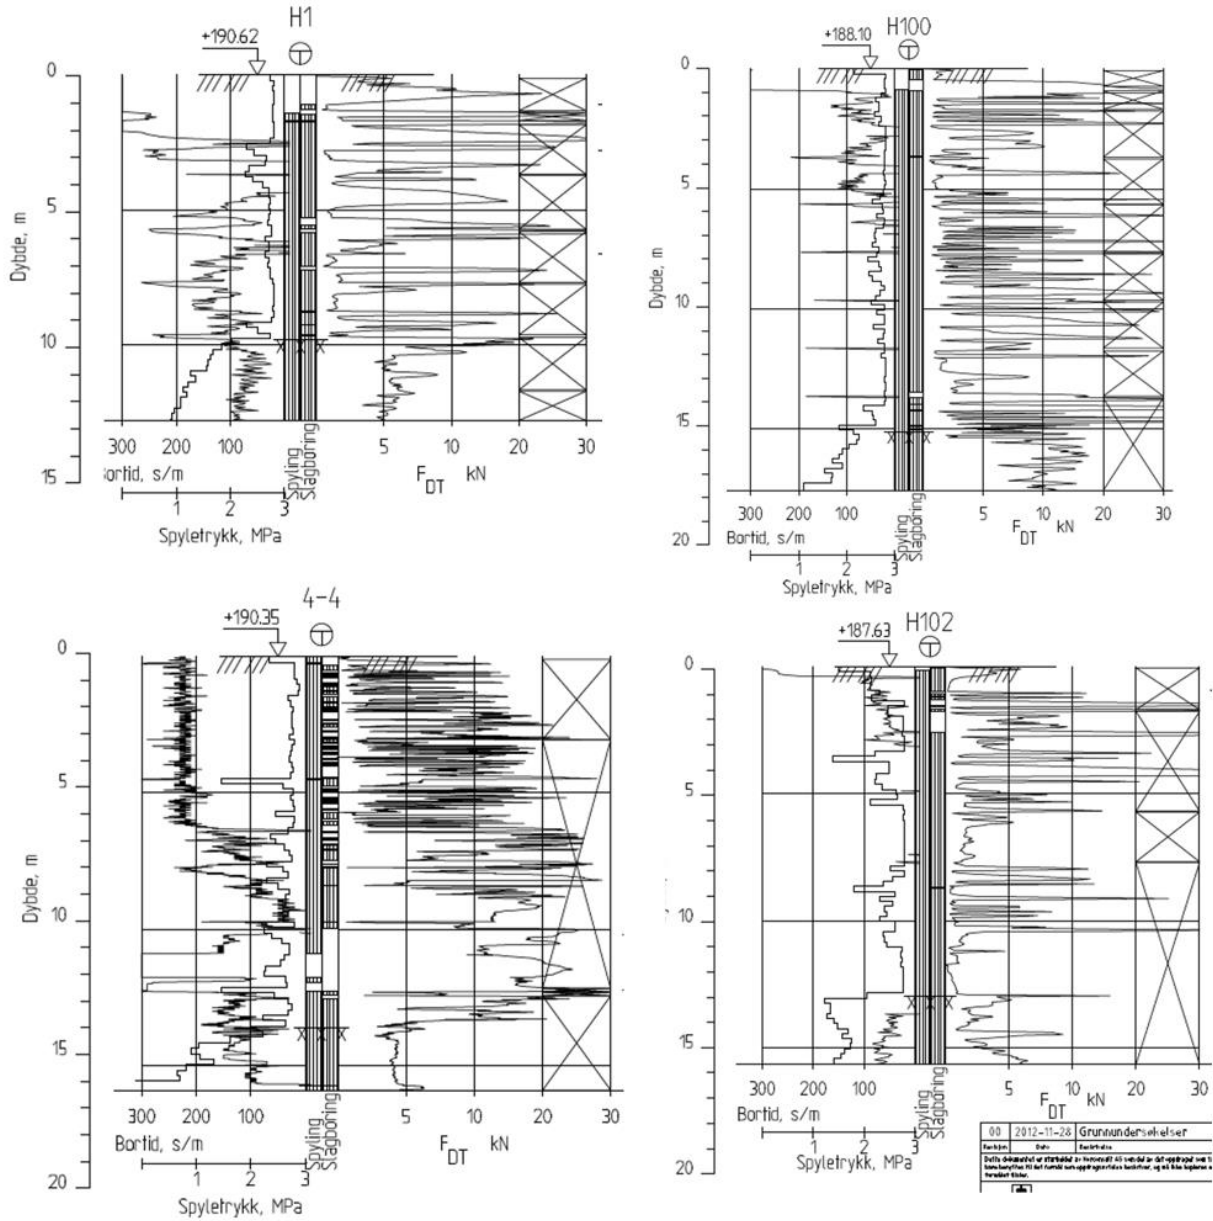 H1
+190.62
0
5
10
15
Dybde, m
300 200 100
5 10 20 30
Bortid, s/m
F DT kN
1 2 3
Spyletrykk, MPa
Spyling
Slagboring
H100
+188.10
0
5
10
15
20
Dybde, m
300 200 100
5 10 20 30
Bortid, s/m
F DT kN
1 2 3
Spyletrykk, MPa
Spyling
Slagboring
4-4
+190.35
0
5
10
15
20
Dybde, m
300 200 100
5 10 20 30
Bortid, s/m
F DT kN
1 2 3
Spyletrykk, MPa
Spyling
Slagboring
H102
+187.63
0
5
10
15
20
300 200 100
5 10 20 30
Bortid, s/m
F DT kN
1 2 3
Spyletrykk, MPa
Spyling
Slagboring
00 2012-11-28 Grunnundersøkelser